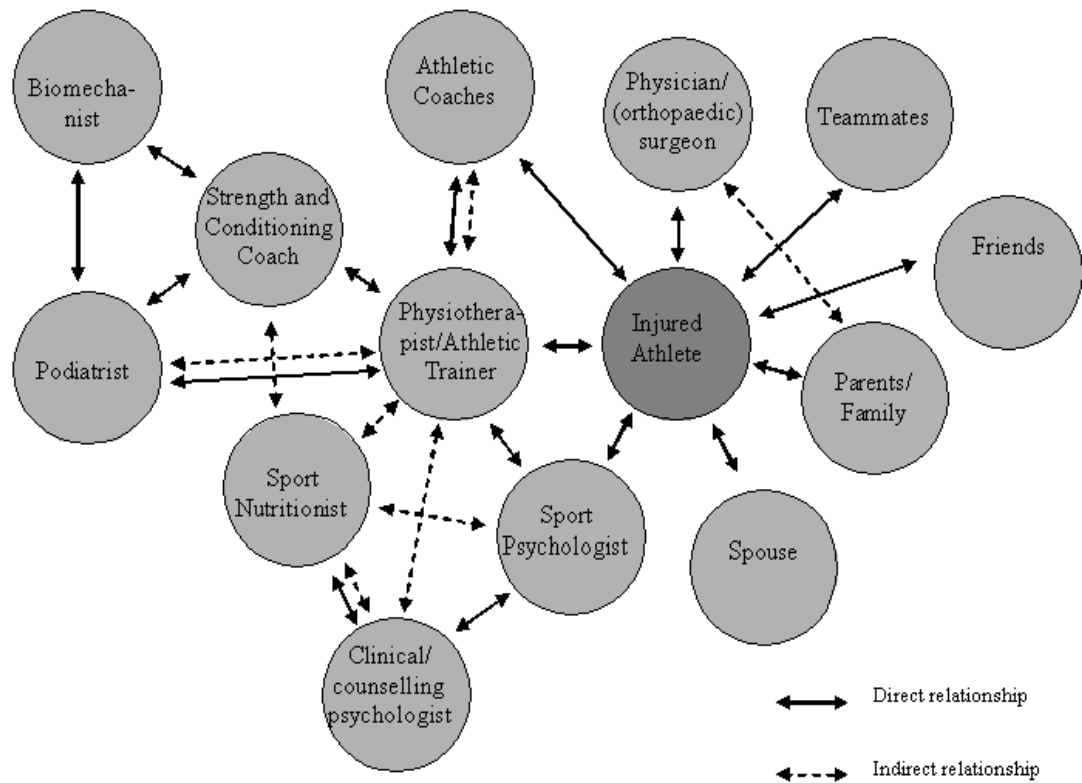 Biomecha-
nist
Athletic
Coaches
Physician/
(orthopaedic)
surgeon
Teammates
Strength and
Conditioning
Coach
Friends
Podiatrist
Physiothera-
pist/Athletic
Trainer
Injured
Athlete
Parents/
Family
Sport
Nutritionist
Sport
Psychologist
Spouse
Clinical/
counselling
psychologist
Direct relationship
Indirect relationship